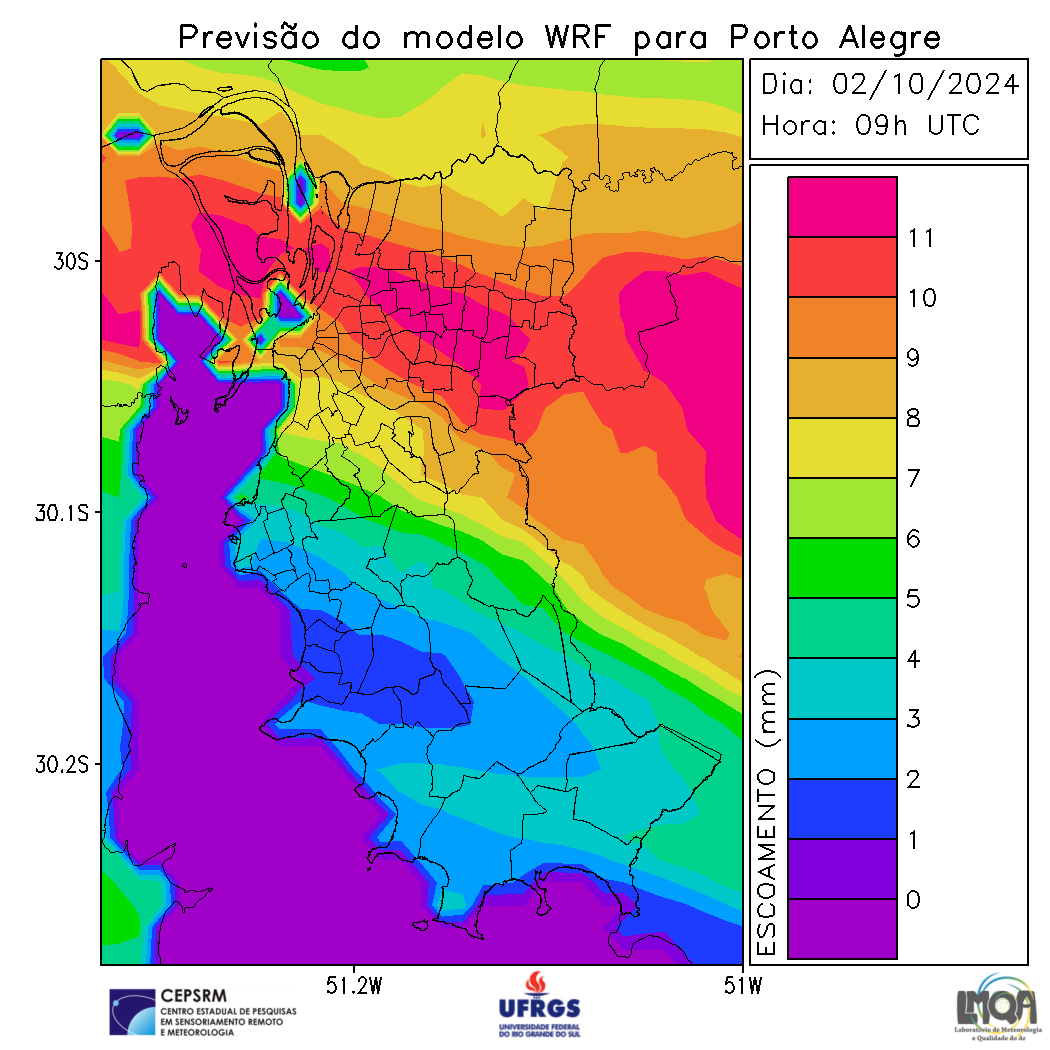 Previsão do modelo WRF para Porto Alegre
Dia: 02/10/2024
Hora: 09h UTC
30S
30.1S
30.2S
51.2W
51W
ESCOAMENTO (mm)
11
10
9
8
7
6
5
4
3
2
1
0
CEPSRM
CENTRO ESTADUAL DE PESQUISAS
EM SENSORIAMENTO REMOTO
E METEOROLOGIA
UFRGS
UNIVERSIDADE FEDERAL
DO RIO GRANDE DO SUL
LMQA
Laboratório de Meteorologia
e Qualidade do Ar